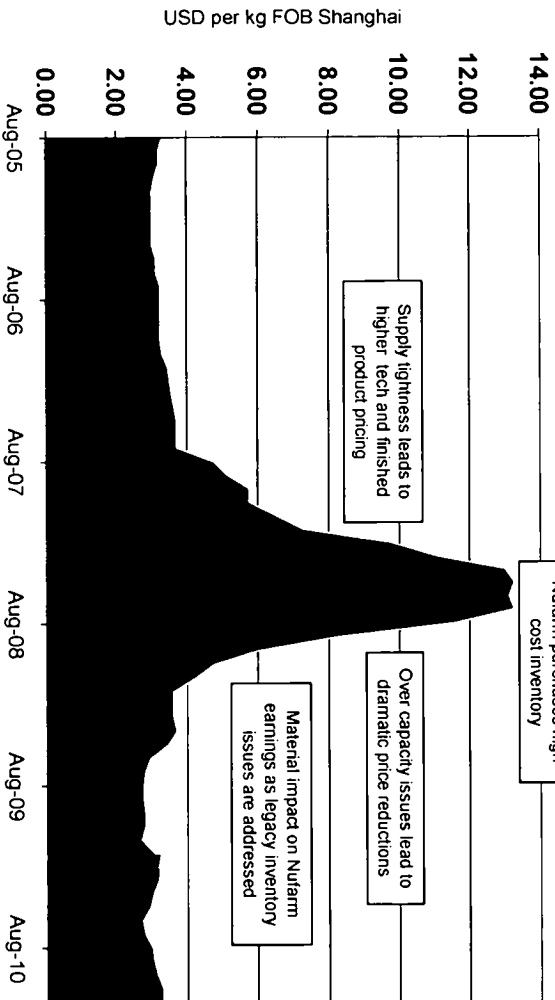 USD per kg FOB Shanghai
14.00
12.00
10.00
8.00
6.00
4.00
2.00
0.00
Supply tightness leads to
higher tech and finished
product pricing
Nufarm purchases high
cost inventory
Over capacity issues lead to
dramatic price reductions
Material impact on Nufarm
earnings as legacy inventory
issues are addressed
Aug-05
Aug-06
Aug-07
Aug-08
Aug-09
Aug-10